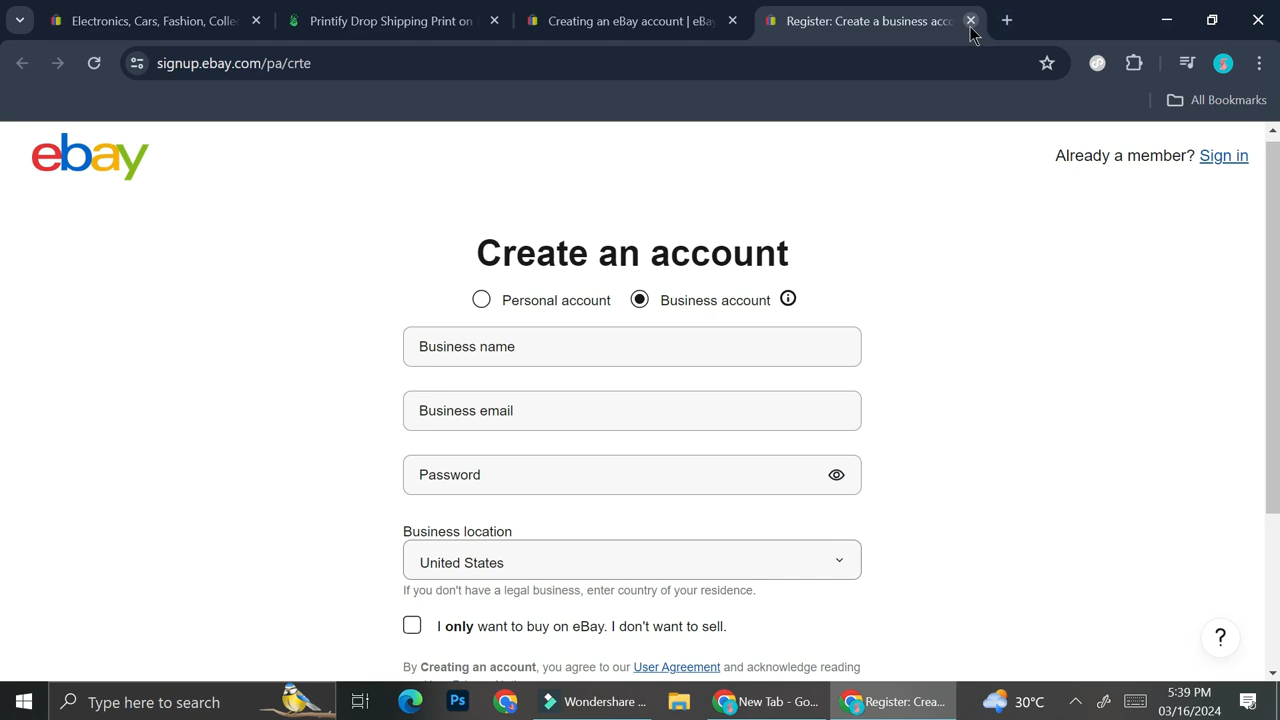 Electronics, Cars, Fashion, Colle
Printify Drop Shipping Print on
Creating an eBay account | eBay
Register: Create a business acco
signup.ebay.com/pa/crte
All Bookmarks
ebay
Already a member? Sign in
Create an account
Personal account
Business account
Business name
Business email
Password
Business location
United States
If you don't have a legal business, enter country of your residence.
I only want to buy on eBay. I don't want to sell.
By Creating an account, you agree to our User Agreement and acknowledge reading
?
Type here to search
Ps
Wondershare ...
New Tab - Go...
Register: Crea...
30°C
5:39 PM
03/16/2024